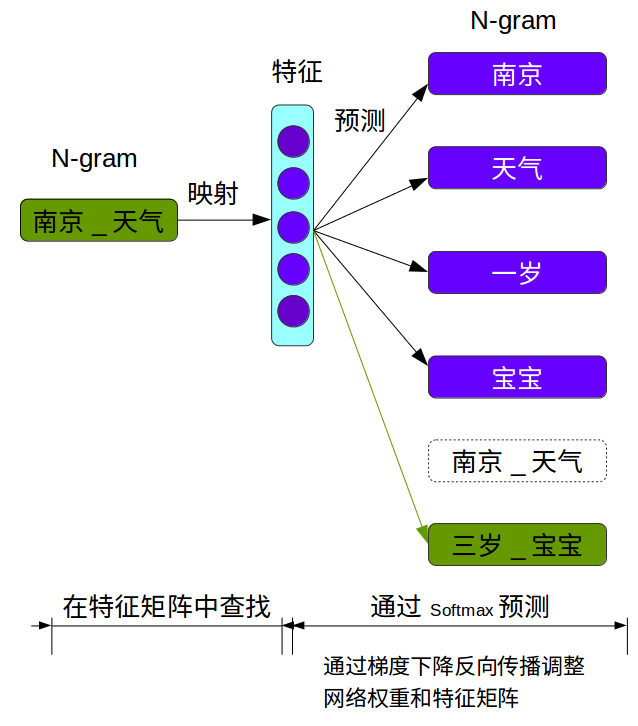 N-gram
特征
南京
预测
N-gram
天气
映射
南京 _ 天气
一岁
宝宝
南京 _ 天气
三岁 _ 宝宝
在特征矩阵中查找
通过 Softmax 预测
通过梯度下降反向传播调整
网络权重和特征矩阵